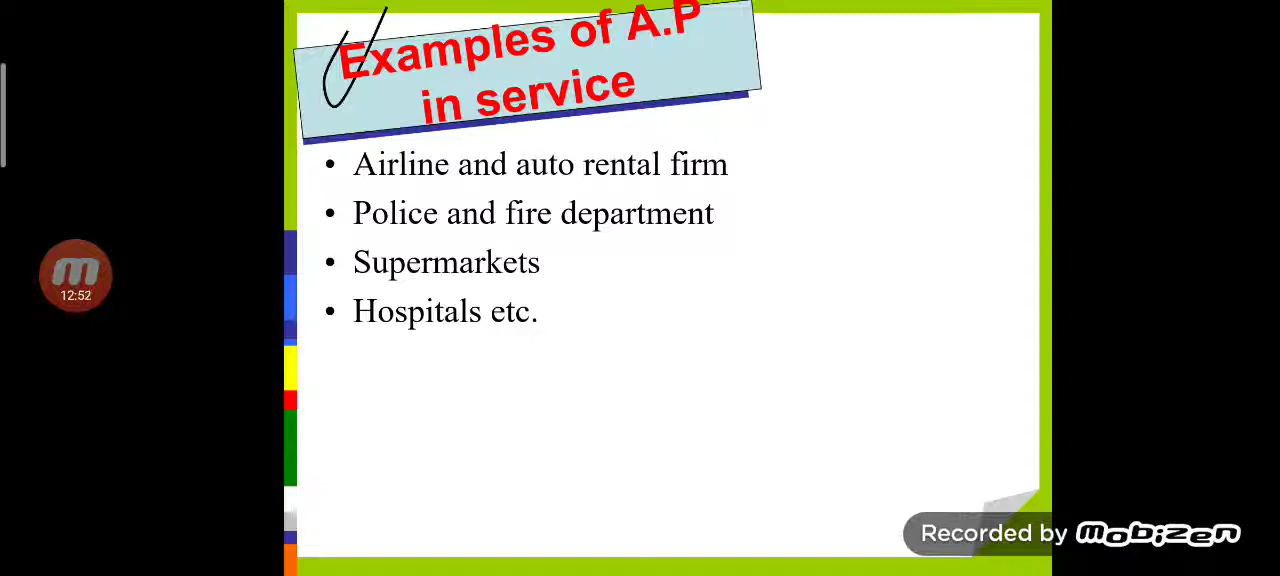 Examples of A.P
in service
• Airline and auto rental firm
• Police and fire department
• Supermarkets
• Hospitals etc.
12:52
Recorded by mobizen